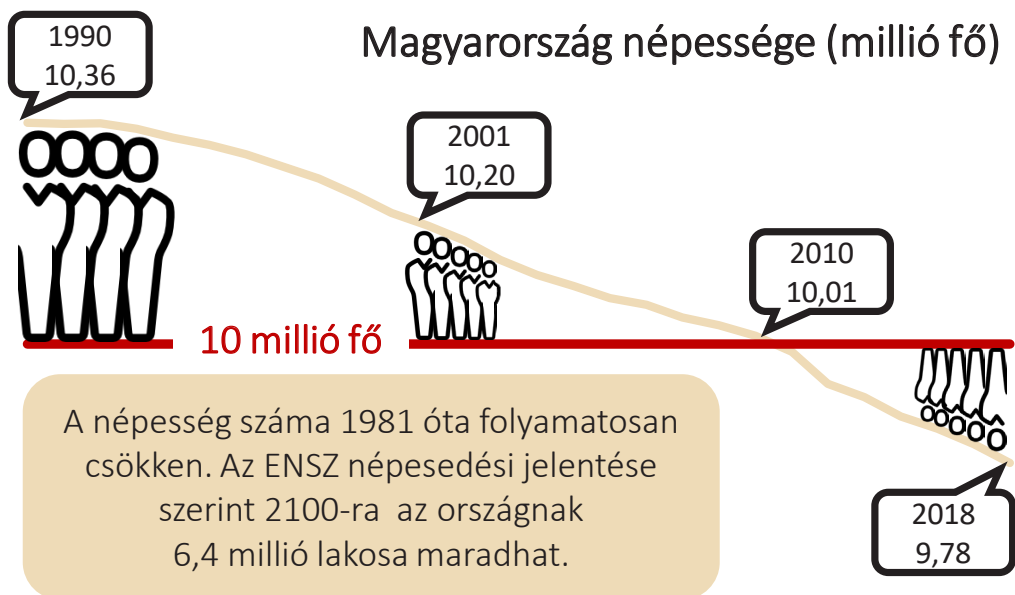 Magyarország népessége (millió fő)
1990
10,36
2001
10,20
2010
10,01
10 millió fő
2018
9,78
A népesség száma 1981 óta folyamatosan
csökken. Az ENSZ népesedési jelentése
szerint 2100-ra az országnak
6,4 millió lakosa maradhat.